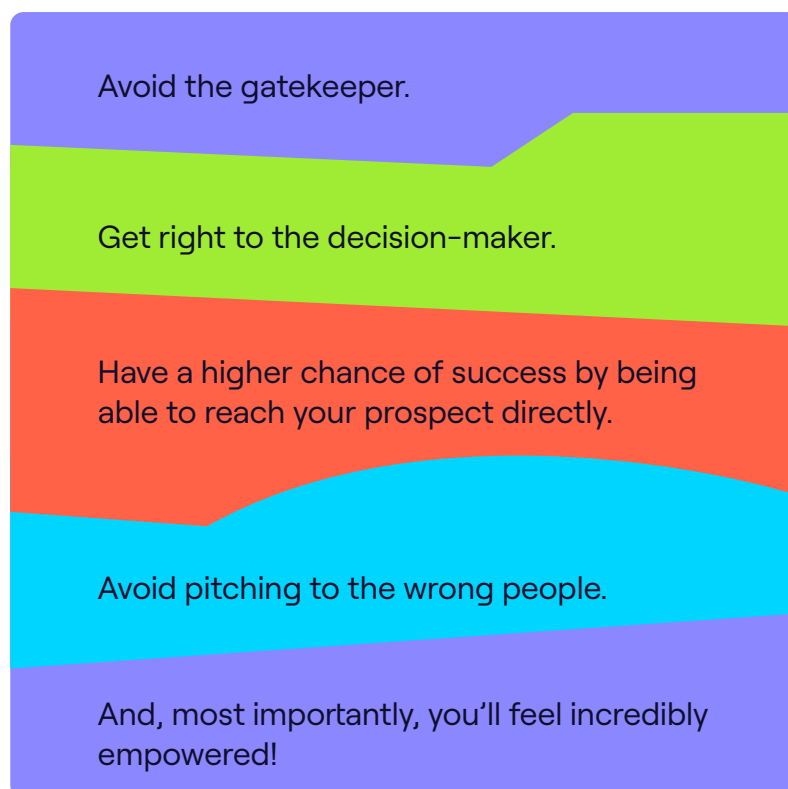 Avoid the gatekeeper.
Get right to the decision-maker.
Have a higher chance of success by being
able to reach your prospect directly.
Avoid pitching to the wrong people.
And, most importantly, you’ll feel incredibly
empowered!